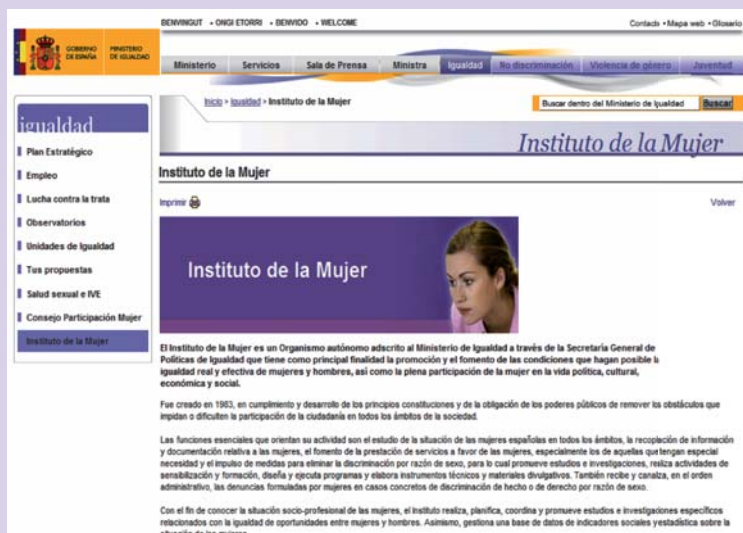 BENVINGUT • ONGI ETORRI • BENVIDO • WELCOME
Contacto • Mapa web • Glosario
GOBIERNO DE ESPAÑA
MINISTERIO DE IGUALDAD
Ministerio Servicios Sala de Prensa Ministra Igualdad No discriminación Violencia de género Juventud
Inicio > Igualdad > Instituto de la Mujer
Buscar dentro del Ministerio de Igualdad Buscar
igualdad
Plan Estratégico
Empleo
Lucha contra la trata
Observatorios
Unidades de Igualdad
Tus propuestas
Salud sexual e IVE
Consejo Participación Mujer
Instituto de la Mujer
Instituto de la Mujer
Instituto de la Mujer
Imprimir Volver
Instituto de la Mujer
El Instituto de la Mujer es un Organismo autónomo adscrito al Ministerio de Igualdad a través de la Secretaría General de
Políticas de Igualdad que tiene como principal finalidad la promoción y el fomento de las condiciones que hagan posible la
igualdad real y efectiva de mujeres y hombres, así como la plena participación de la mujer en la vida política, cultural,
económica y social.
Fue creado en 1983, en cumplimiento y desarrollo de los principios constituciones y de la obligación de los poderes públicos de remover los obstáculos que
impidan o dificulten la participación de la ciudadanía en todos los ámbitos de la sociedad.
Las funciones esenciales que orientan su actividad son el estudio de la situación de las mujeres españolas en todos los ámbitos, la recopilación de información
y documentación relativa a las mujeres, el fomento de la prestación de servicios a favor de las mujeres, especialmente los de aquellas que tengan especial
necesidad y el impulso de medidas para eliminar la discriminación por razón de sexo, para lo cual promueve estudios e investigaciones, realiza actividades de
sensibilización y formación, diseña y ejecuta programas y elabora instrumentos técnicos y materiales divulgativos. También recibe y canaliza, en el orden
administrativo, las denuncias formuladas por mujeres en casos concretos de discriminación de hecho o de derecho por razón de sexo.
Con el fin de conocer la situación socio-profesional de las mujeres, el Instituto realiza, planifica, coordina y promueve estudios e investigaciones específicos
relacionados con la igualdad de oportunidades entre mujeres y hombres. Asimismo, gestiona una base de datos de indicadores sociales yestadística sobre la
situación de las mujeres